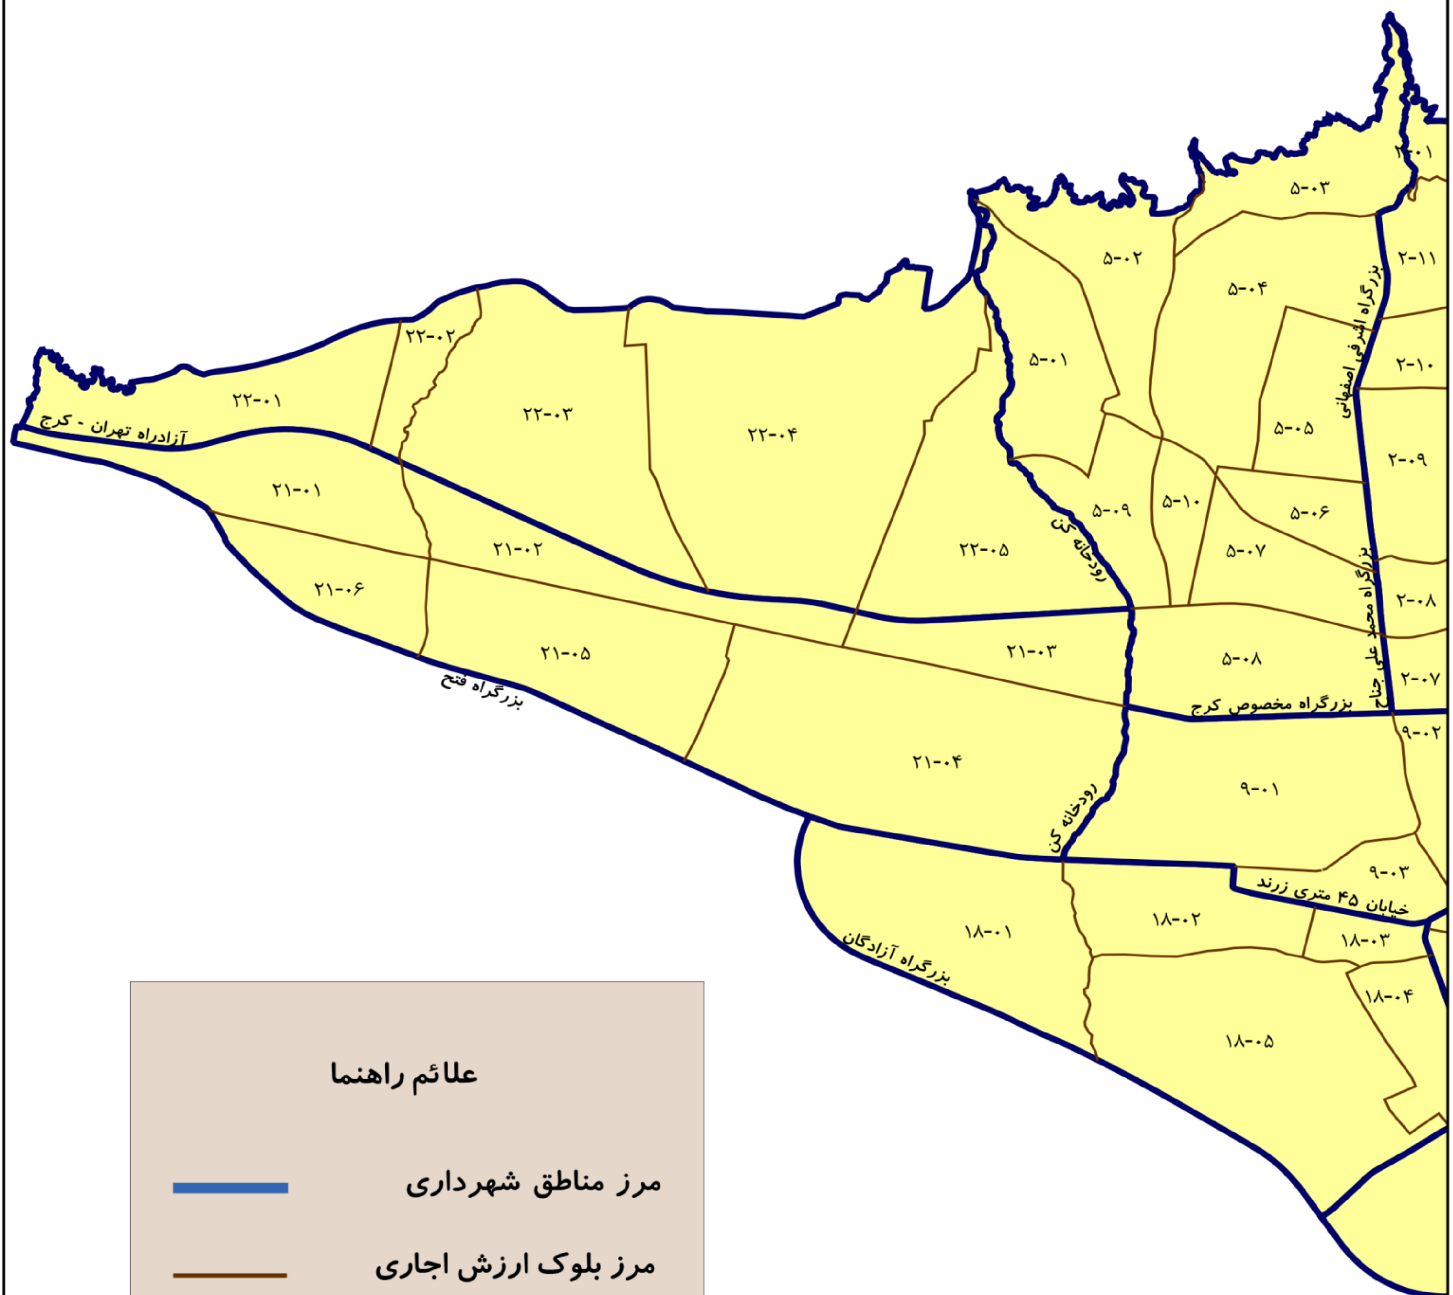 ۲-۰۱
۵-۰۳
۵-۰۲
۲-۱۱
۵-۰۴
بزرگراه اشرفی اصفهانی
۲۲-۰۲
۵-۰۱
۲-۱۰
۲۲-۰۱
۲۲-۰۳
۲۲-۰۴
۵-۰۵
آزادراه تهران - کرج
۲-۰۹
۲۱-۰۱
۵-۰۹
۵-۱۰
۵-۰۶
۲۱-۰۲
۲۲-۰۵
رودخانه کن
۵-۰۷
۲۱-۰۶
۲-۰۸
بزرگراه محمد علی جناح
۲۱-۰۵
۲۱-۰۳
۵-۰۸
۲-۰۷
بزرگراه فتح
بزرگراه مخصوص کرج
۹-۰۲
۲۱-۰۴
۹-۰۱
رودخانه کن
۹-۰۳
خیابان ۴۵ متری زرند
۱۸-۰۱
۱۸-۰۲
۱۸-۰۳
بزرگراه آزادگان
۱۸-۰۴
۱۸-۰۵
علائم راهنما
مرز مناطق شهرداری
مرز بلوک ارزش اجاری